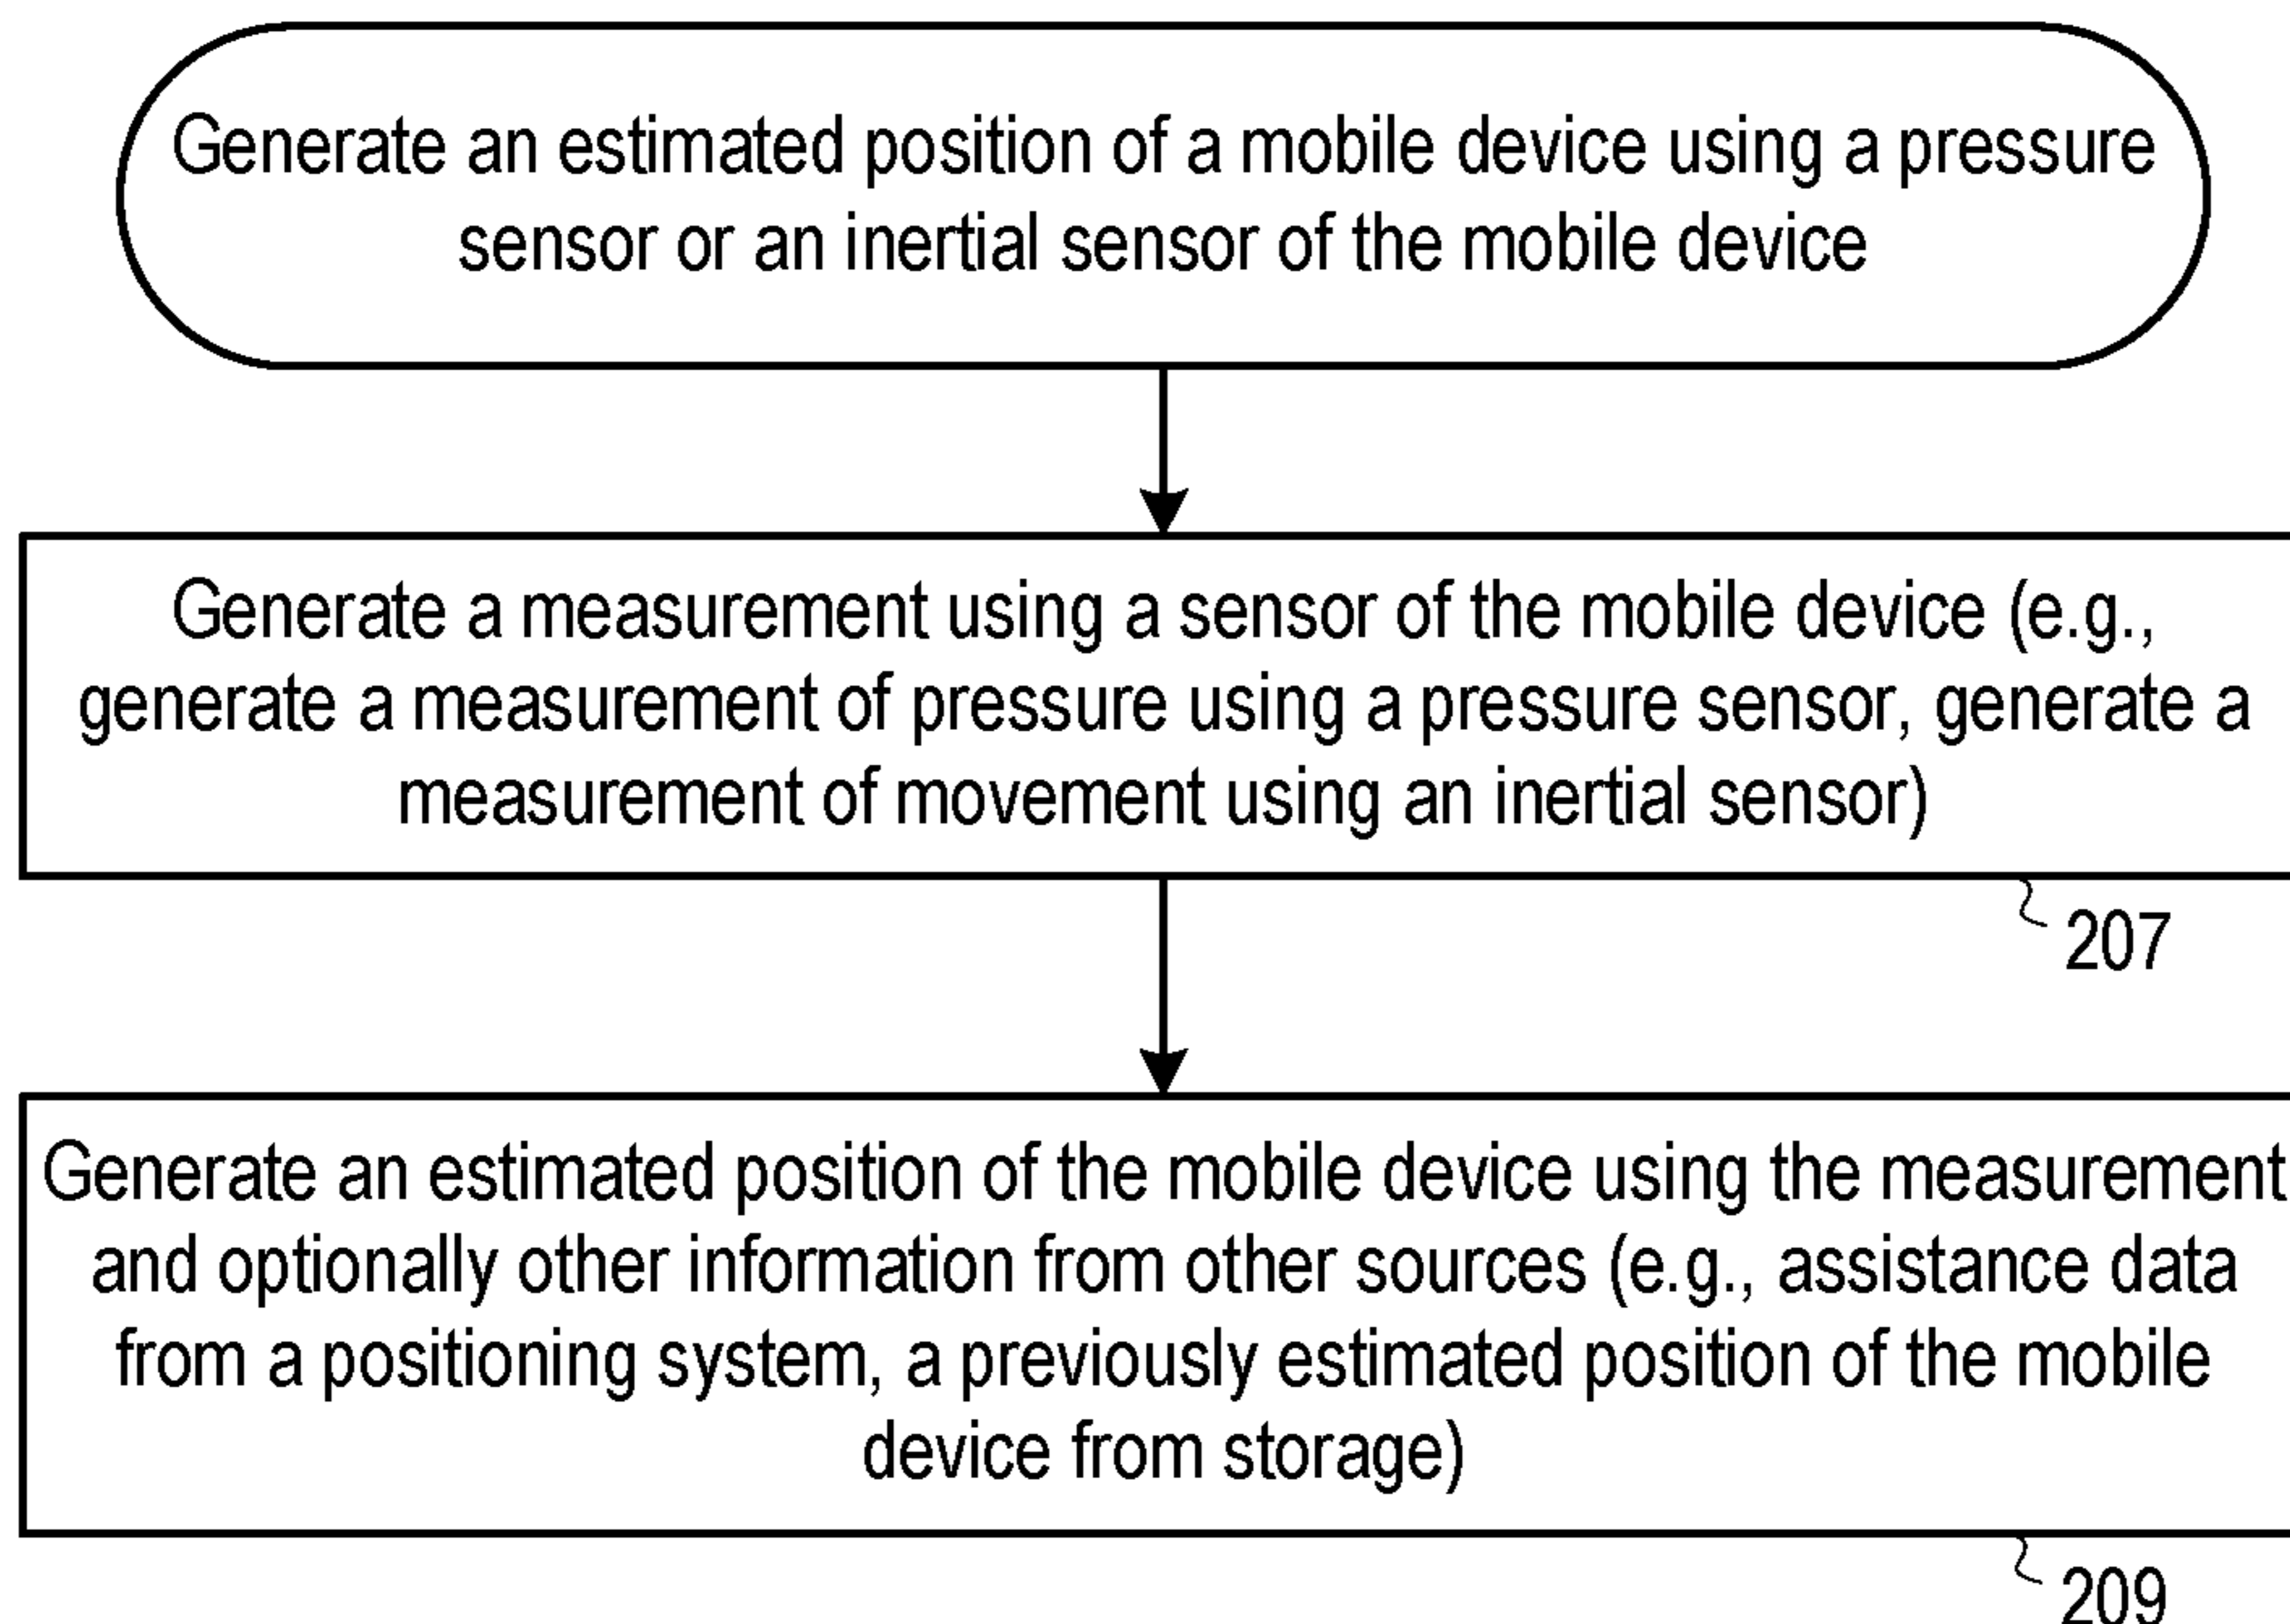 Generate an estimated position of a mobile device using a pressure
sensor or an inertial sensor of the mobile device
Generate a measurement using a sensor of the mobile device (e.g.,
generate a measurement of pressure using a pressure sensor, generate a
measurement of movement using an inertial sensor)
207
Generate an estimated position of the mobile device using the measurement
and optionally other information from other sources (e.g., assistance data
from a positioning system, a previously estimated position of the mobile
device from storage)
209